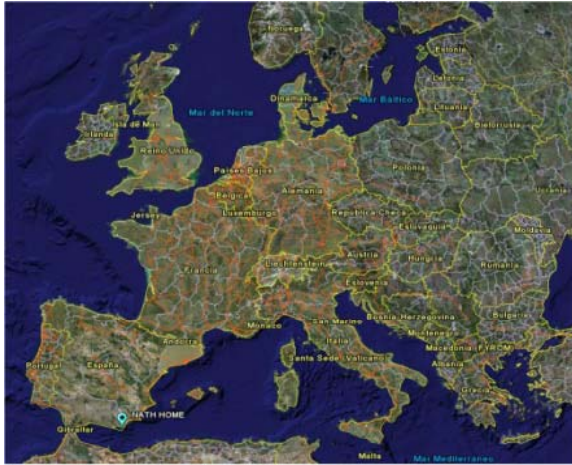 Noruega
Estonia
Letonia
Dinamarca
Mar Báltico
Lituania
Mar del Norte
Isla de Man
Bielorrusia
Irlanda
Reino Unido
Polonia
Países Bajos
Alemania
Ucrania
Bélgica
Jersey
Luxemburgo
República Checa
Eslovaquia
Moldavia
Austria
Liechtenstein
Hungría
Francia
Rumanía
Eslovenia
San Marino
Bosnia-Herzegovina
Mónaco
Bulgaria
Montenegro
Andorra
Italia
Macedonia (FYROM)
Santa Sede (Vaticano)
Albania
Portugal
España
Grecia
NATH HOME
Gibraltar
Malta
Mar Mediterráneo